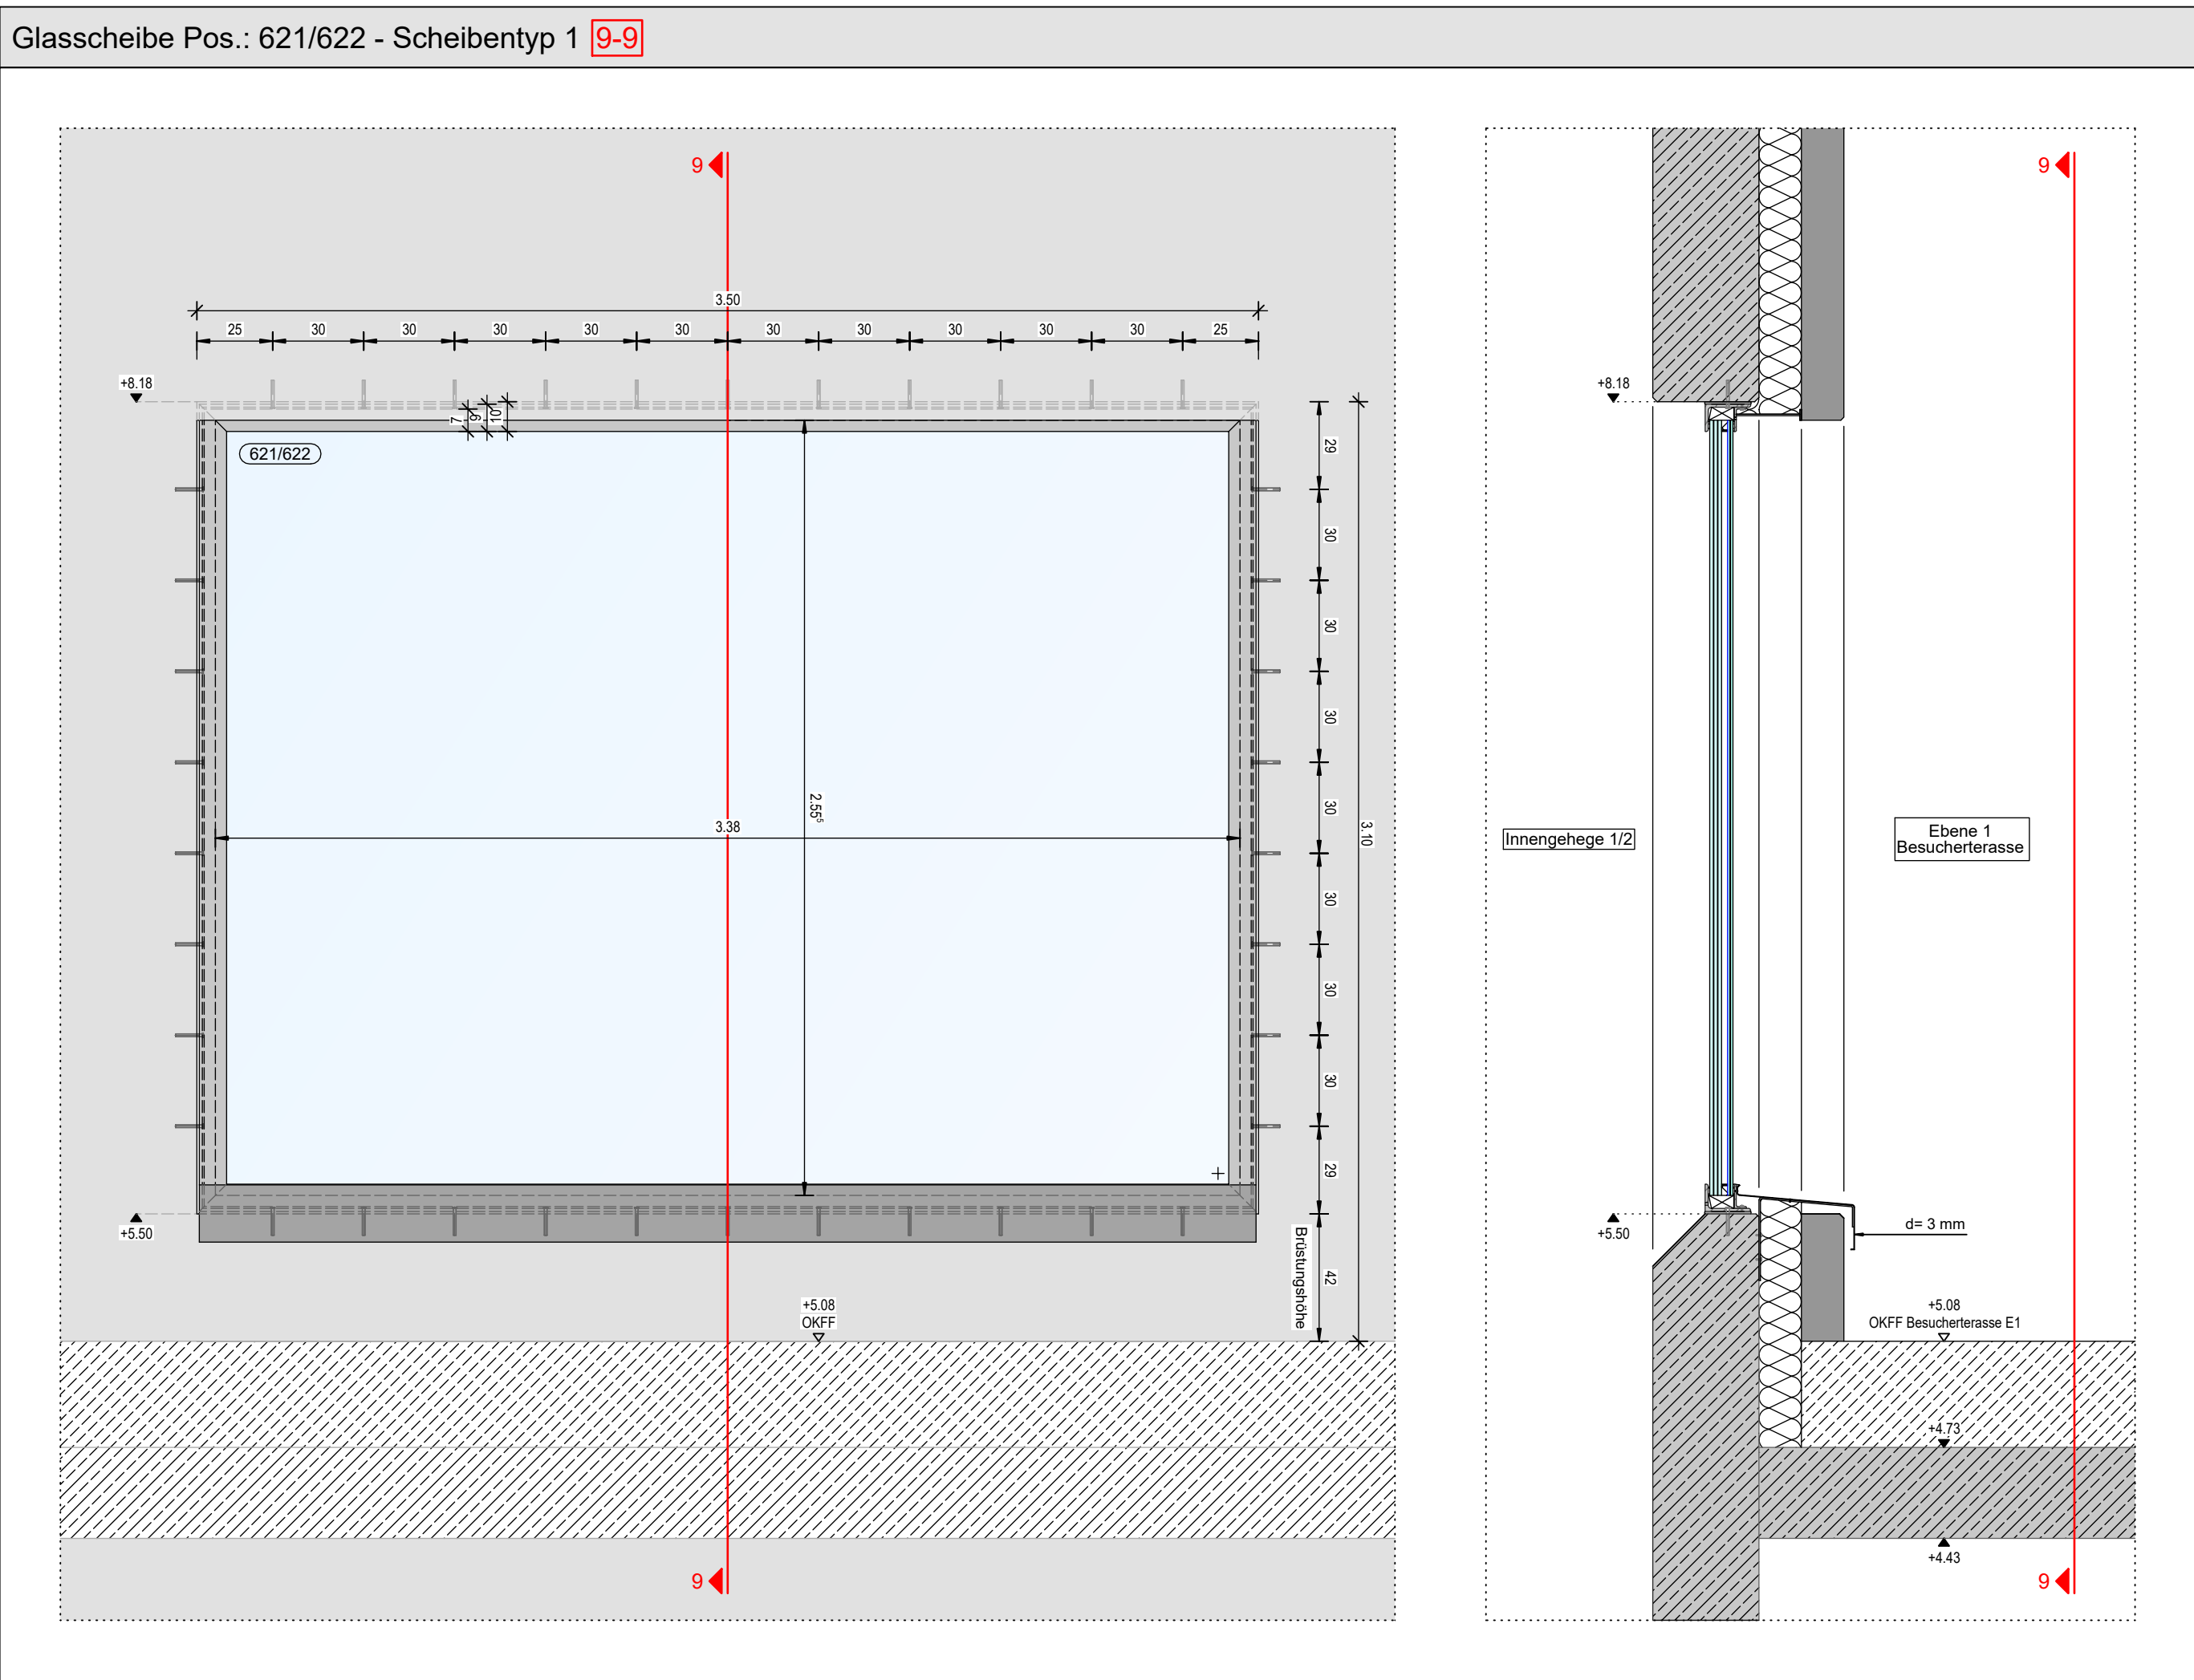 Glasscheibe Pos.: 621/622 - Scheibentyp 1 9-9
9
9
3.50
25 30 30 30 30 30 30 30 30 30 30 25
+8.18
+8.18
7 9 10
621/622
29
30
30
30
30
30
30
30
29
42
3.10
2.55⁵
3.38
Innengehege 1/2
Ebene 1
Besucherterasse
+5.50
Brüstungshöhe
+5.50
d= 3 mm
+5.08
OKFF
+5.08
OKFF Besucherterasse E1
+4.73
+4.43
9
9